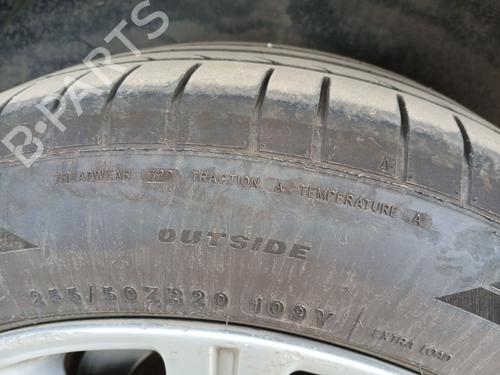 B-PARTS
TREADWEAR 320 TRACTION A TEMPERATURE A
OUTSIDE
255/50ZR20 109Y
EXTRA LOAD